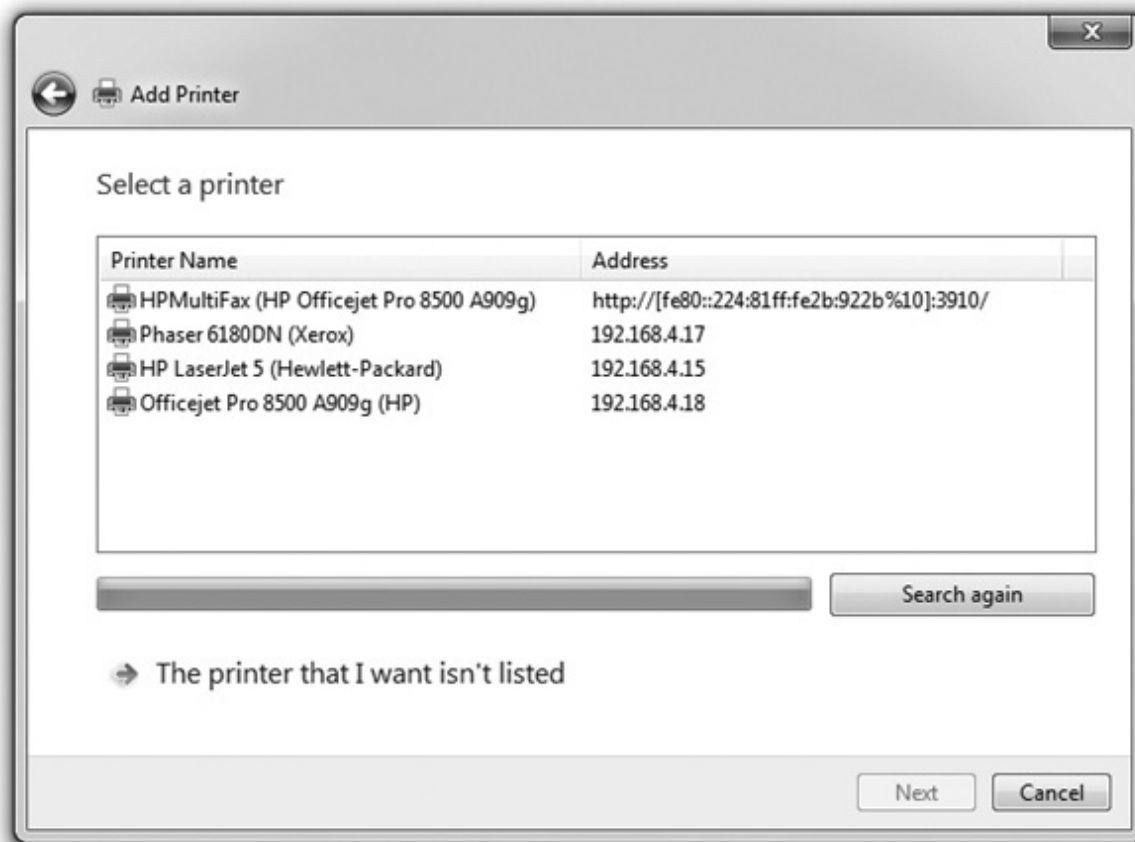 X
Add Printer
Select a printer
Printer Name Address
HPMultiFax (HP Officejet Pro 8500 A909g) http://[fe80::224:81ff:fe2b:922b%10]:3910/
Phaser 6180DN (Xerox) 192.168.4.17
HP LaserJet 5 (Hewlett-Packard) 192.168.4.15
Officejet Pro 8500 A909g (HP) 192.168.4.18
Search again
The printer that I want isn't listed
Next Cancel